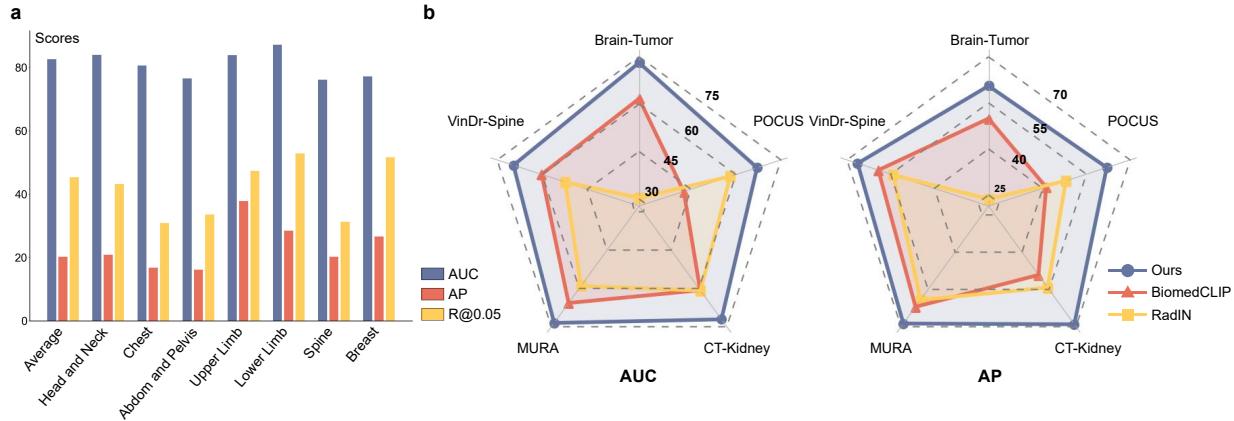 a
Scores
80
60
40
20
0
Average
Head and Neck
Chest
Abdom and Pelvis
Upper Limb
Lower Limb
Spine
Breast
AUC
AP
R@0.05
b
Brain-Tumor
POCUS
CT-Kidney
MURA
VinDr-Spine
75
60
45
30
AUC
Brain-Tumor
POCUS
CT-Kidney
MURA
VinDr-Spine
70
55
40
25
AP
Ours
BiomedCLIP
RadIN